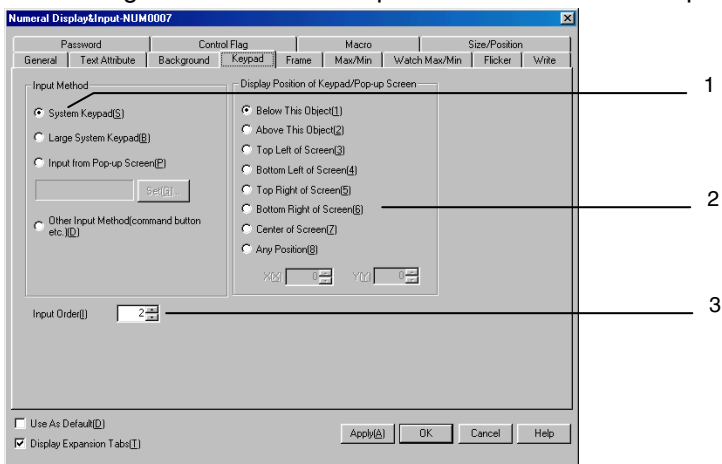 Numeral Display&Input-NUM0007
Password Control Flag Macro Size/Position
General Text Attribute Background Keypad Frame Max/Min Watch Max/Min Flicker Write
Input Method
System Keypad(S)
Large System Keypad(B)
Input from Pop-up Screen(P)
Set(G)...
Other Input Method(command button
etc.)(D)
Display Position of Keypad/Pop-up Screen
Below This Object(1)
Above This Object(2)
Top Left of Screen(3)
Bottom Left of Screen(4)
Top Right of Screen(5)
Bottom Right of Screen(6)
Center of Screen(7)
Any Position(8)
X(X) 0 Y(Y) 0
Input Order(I) 2
Use As Default(D)
Display Expansion Tabs(T)
Apply(A) OK Cancel Help
1
2
3